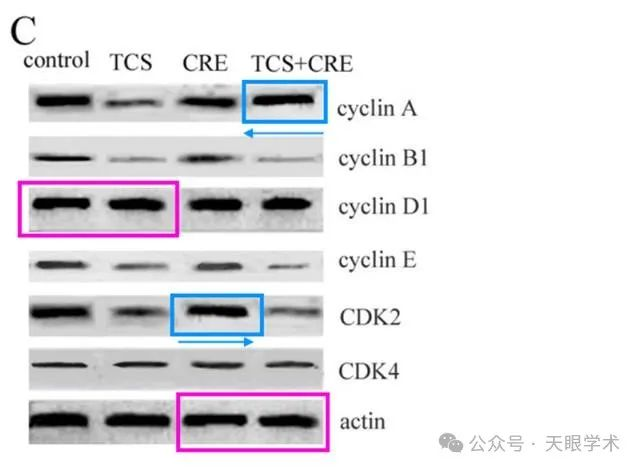 C
control TCS CRE TCS+CRE
cyclin A
cyclin B1
cyclin D1
cyclin E
CDK2
CDK4
actin
公众号 · 天眼学术